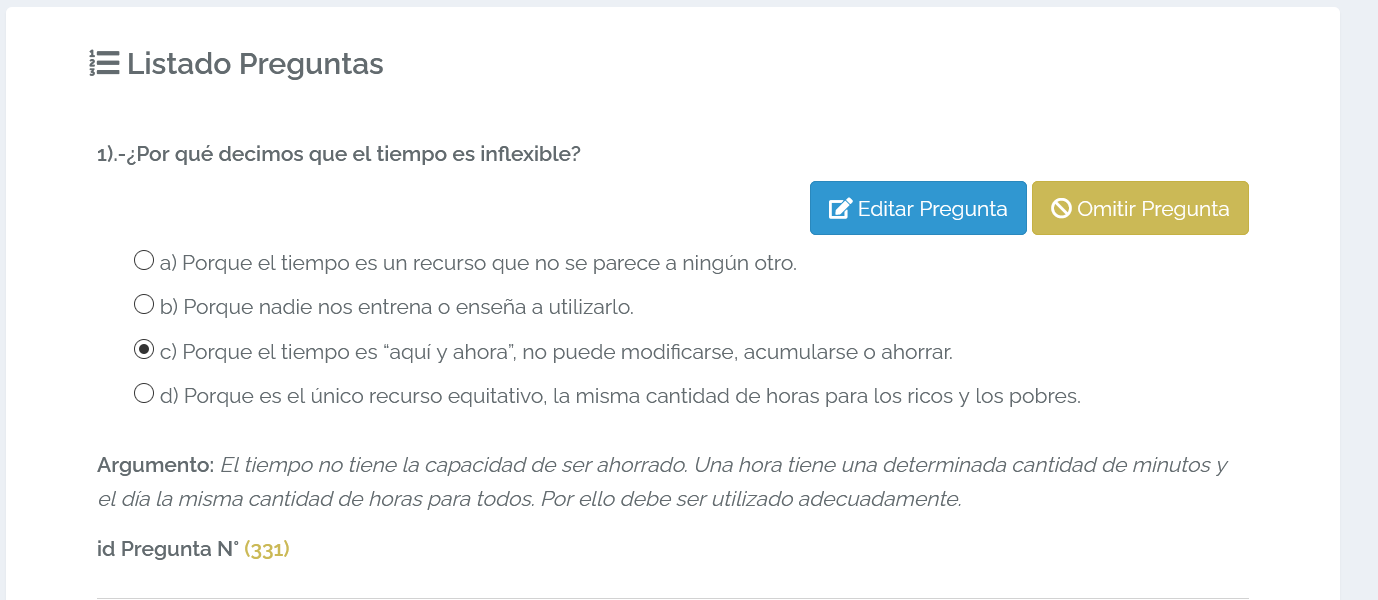 Listado Preguntas
1).-¿Por qué decimos que el tiempo es inflexible?
Editar Pregunta Omitir Pregunta
a) Porque el tiempo es un recurso que no se parece a ningún otro.
b) Porque nadie nos entrena o enseña a utilizarlo.
c) Porque el tiempo es “aquí y ahora”, no puede modificarse, acumularse o ahorrar.
d) Porque es el único recurso equitativo, la misma cantidad de horas para los ricos y los pobres.
Argumento: El tiempo no tiene la capacidad de ser ahorrado. Una hora tiene una determinada cantidad de minutos y
el día la misma cantidad de horas para todos. Por ello debe ser utilizado adecuadamente.
id Pregunta N° (331)